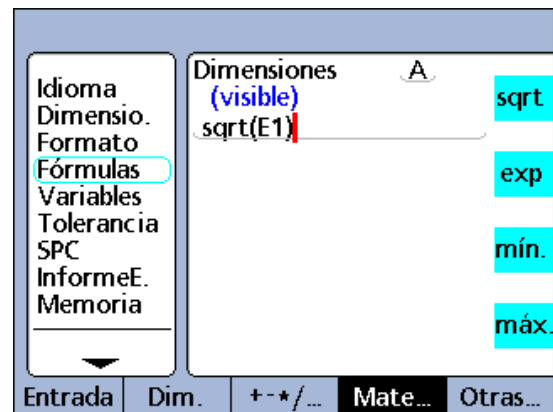 Idioma
Dimensio.
Formato
Fórmulas
Variables
Tolerancia
SPC
InformeE.
Memoria
Dimensiones A
(visible)
sqrt(E1)
sqrt
exp
mín.
máx.
Entrada Dim. +-*/... Mate... Otras...